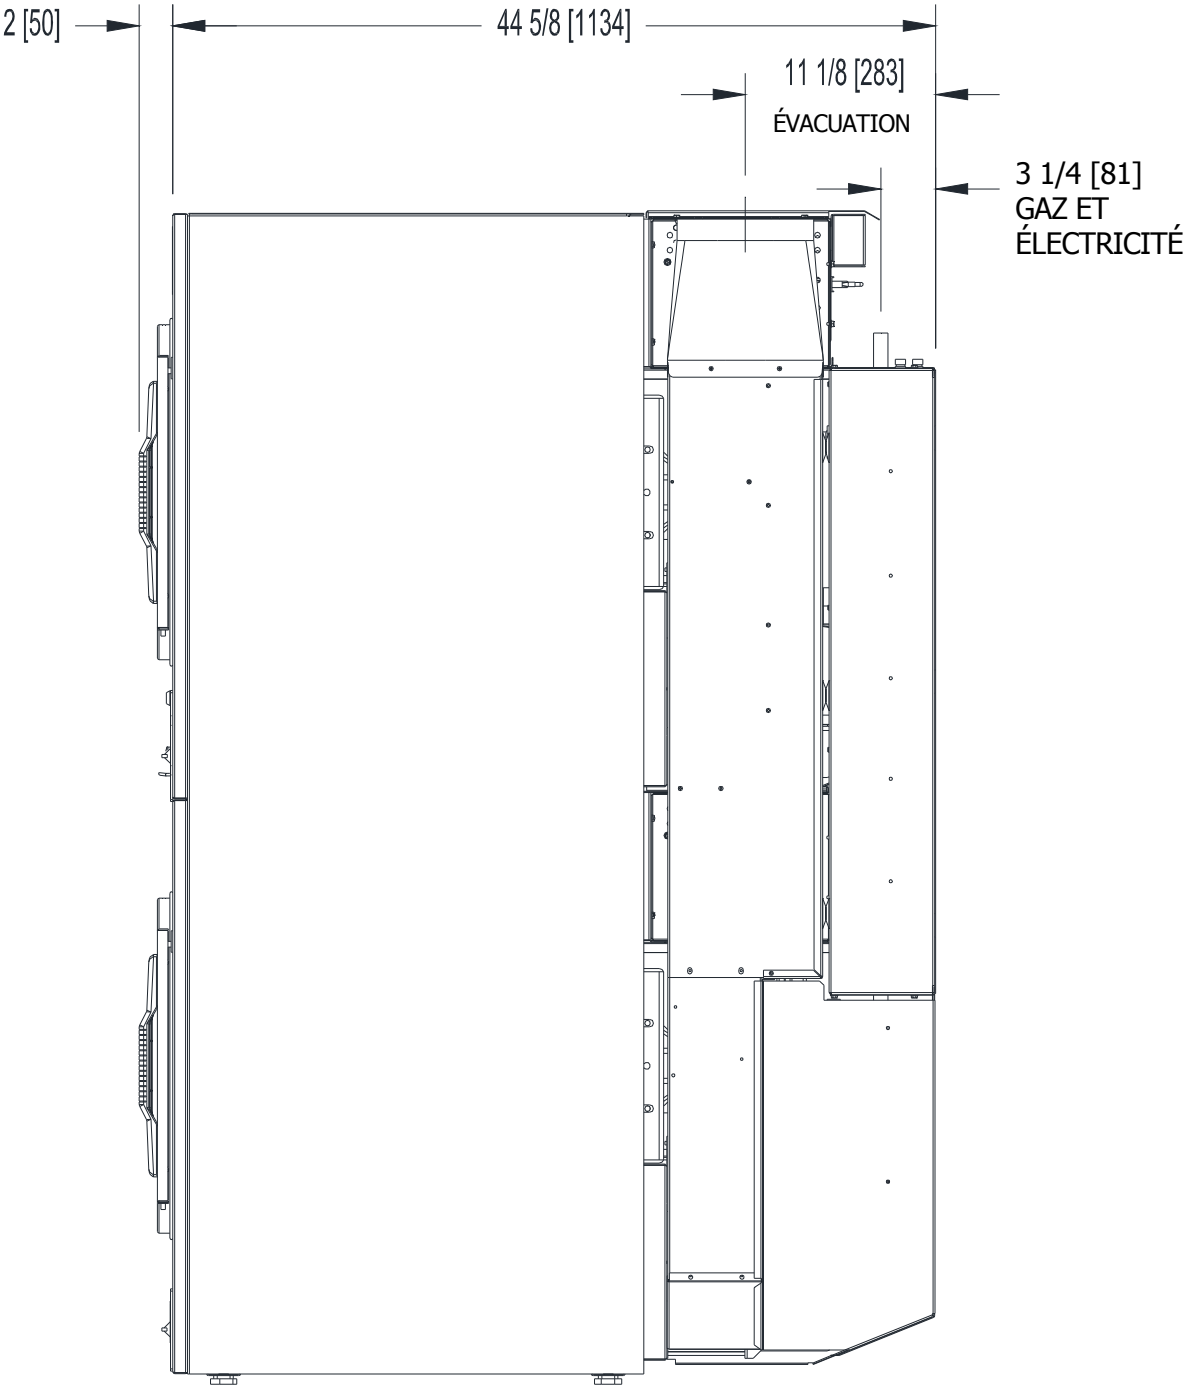 2 [50]
44 5/8 [1134]
11 1/8 [283]
ÉVACUATION
3 1/4 [81]
GAZ ET
ÉLECTRICITÉ